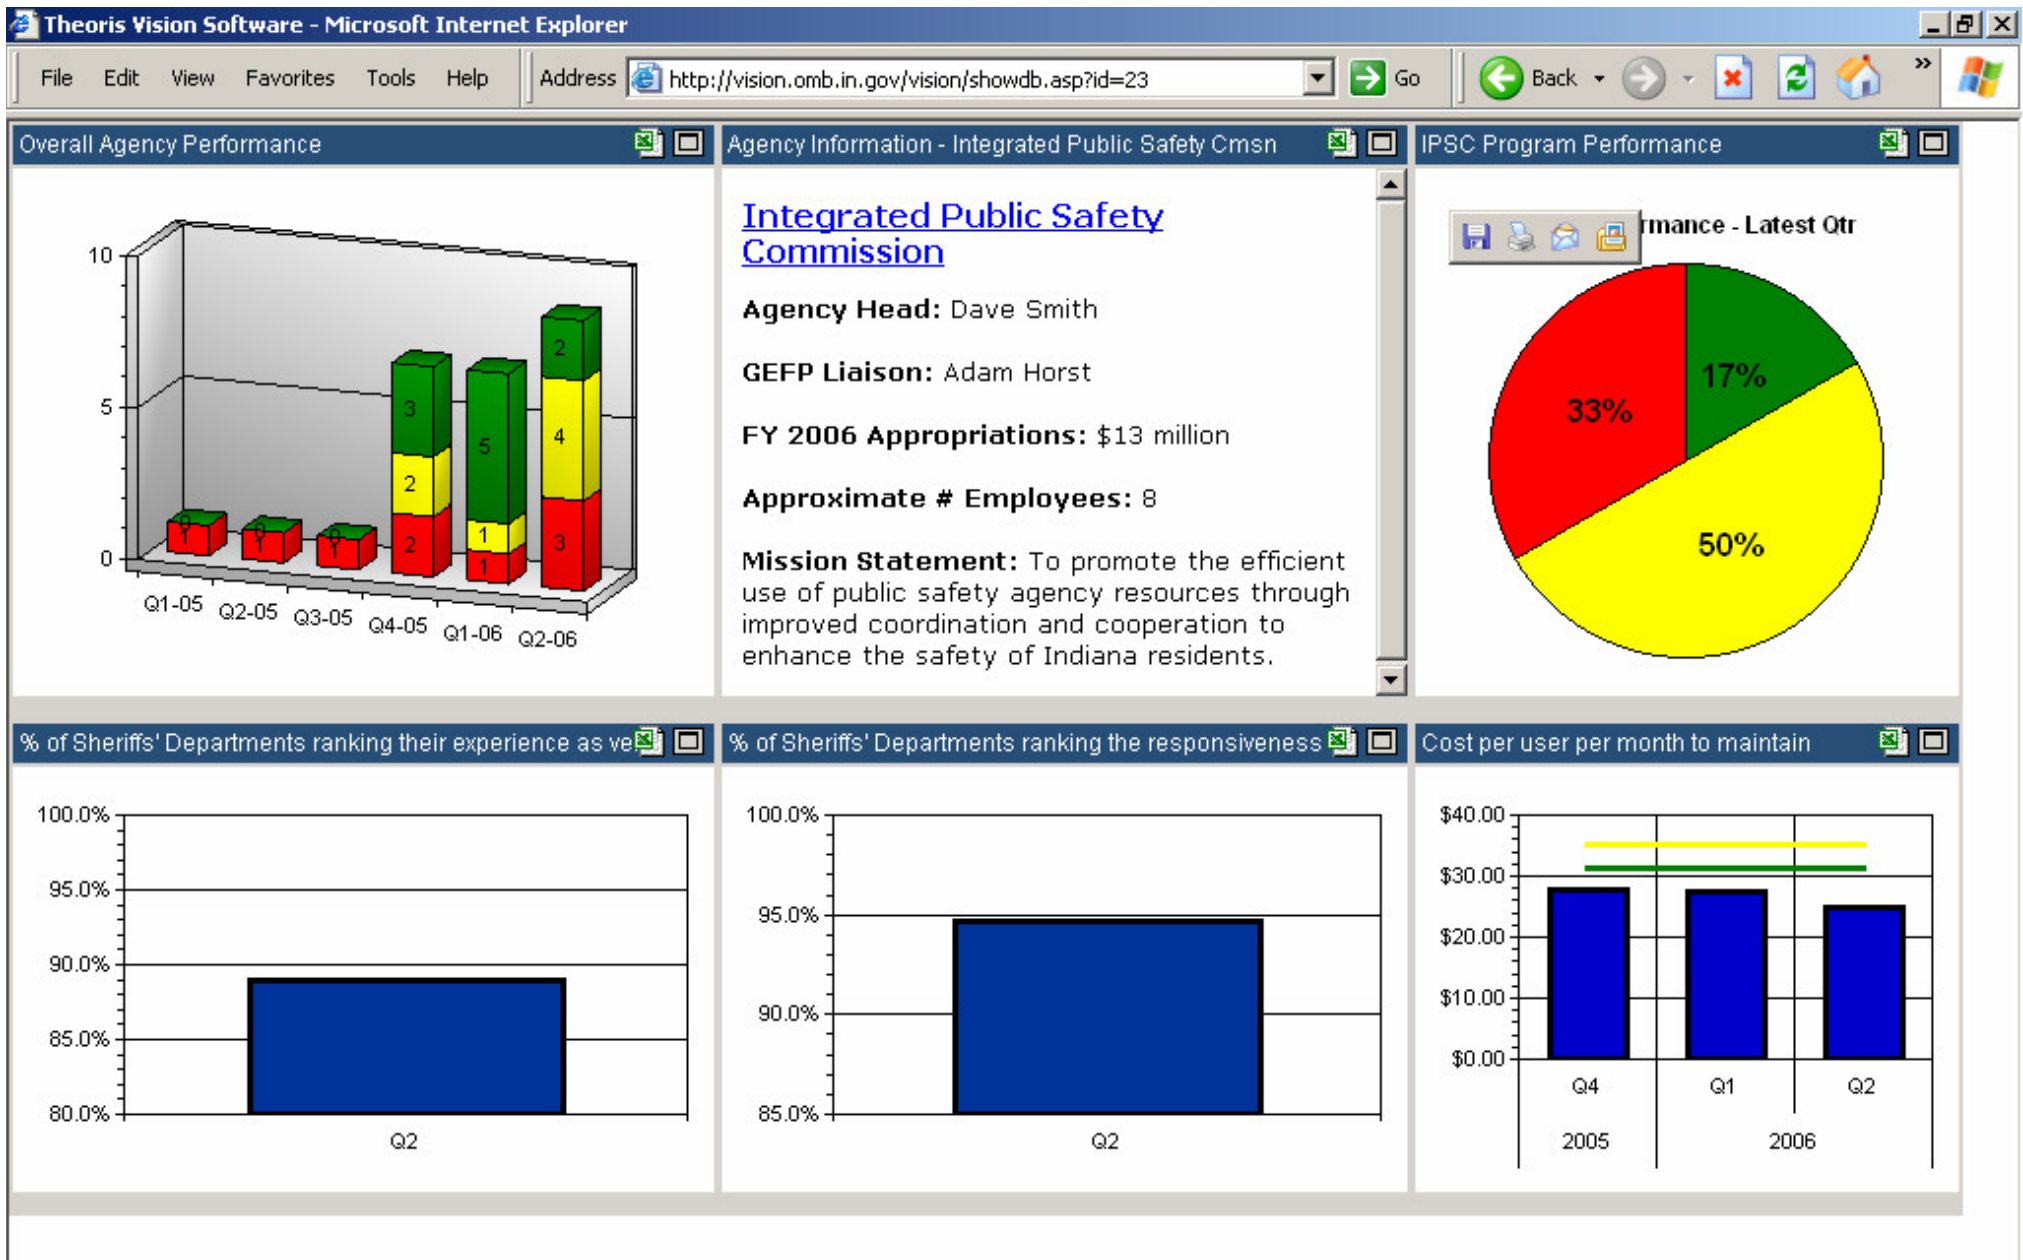 Theoris Vision Software - Microsoft Internet Explorer
File Edit View Favorites Tools Help Address http://vision.omb.in.gov/vision/showdb.asp?id=23 Go Back »
Overall Agency Performance
10
5
0
0
1
0
1
0
1
3
2
2
5
1
1
2
4
3
Q1-05 Q2-05 Q3-05 Q4-05 Q1-06 Q2-06
Agency Information - Integrated Public Safety Cmsn
Integrated Public Safety
Commission
Agency Head: Dave Smith
GEFP Liaison: Adam Horst
FY 2006 Appropriations: $13 million
Approximate # Employees: 8
Mission Statement: To promote the efficient
use of public safety agency resources through
improved coordination and cooperation to
enhance the safety of Indiana residents.
IPSC Program Performance
rmance - Latest Qtr
17%
33%
50%
% of Sheriffs' Departments ranking their experience as ve
100.0%
95.0%
90.0%
85.0%
80.0%
Q2
% of Sheriffs' Departments ranking the responsiveness
100.0%
95.0%
90.0%
85.0%
Q2
Cost per user per month to maintain
$40.00
$30.00
$20.00
$10.00
$0.00
Q4 Q1 Q2
2005 2006